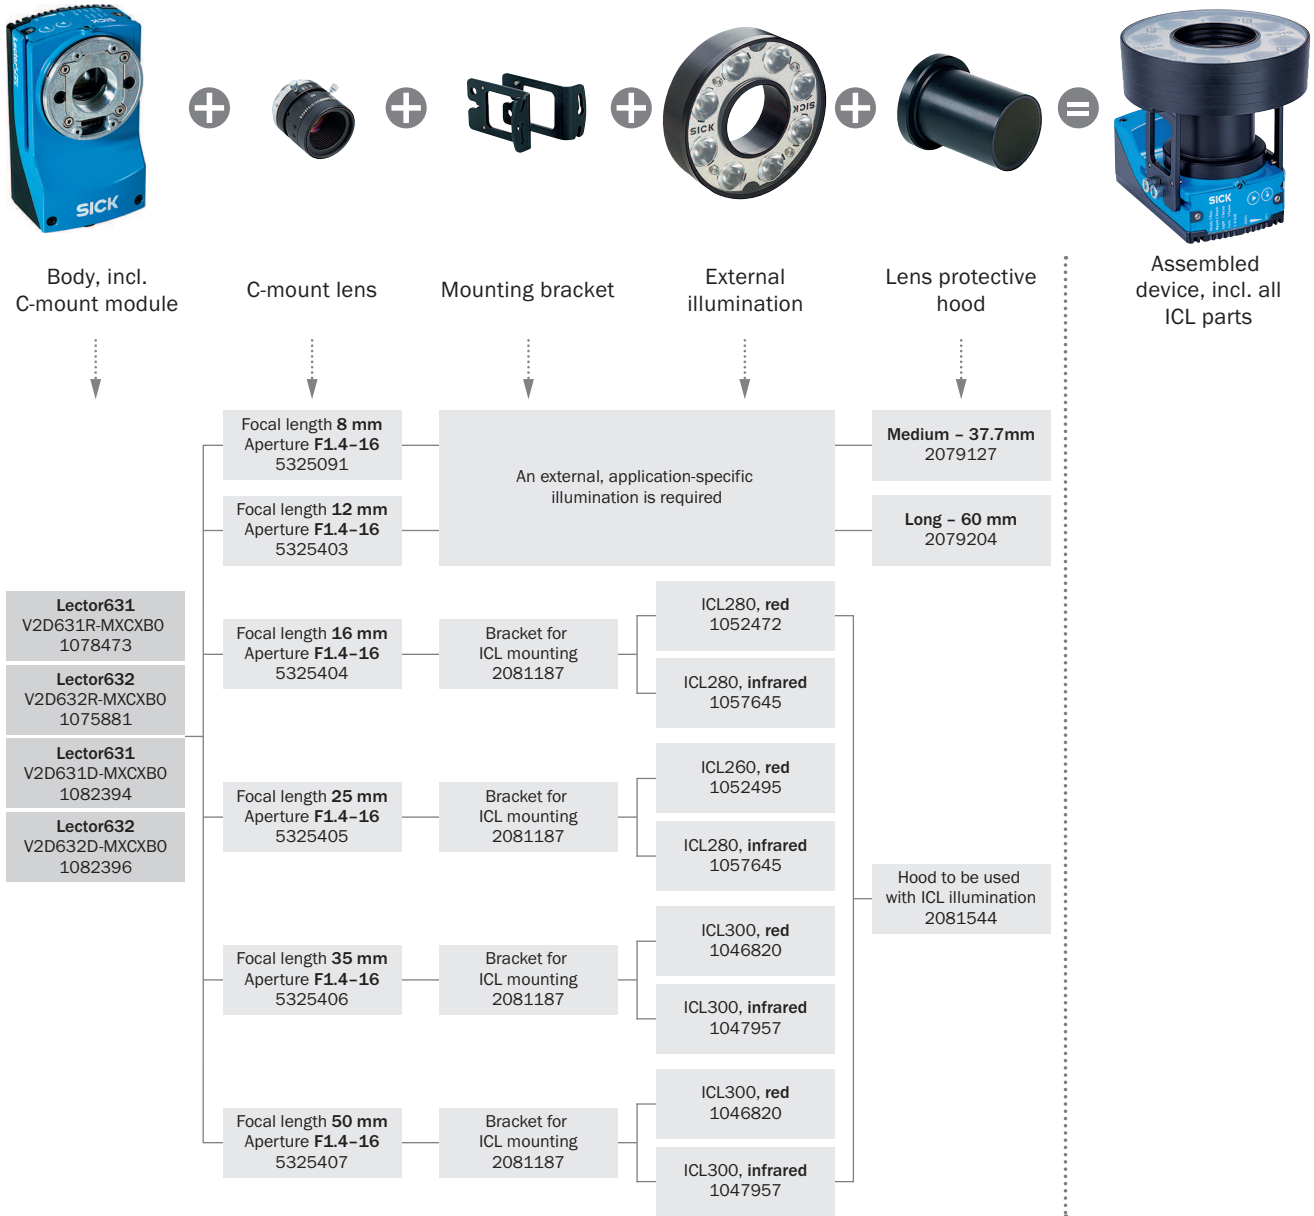 SICK
SICK
SICK
SICK
Body, incl.
C-mount module
C-mount lens
Mounting bracket
External
illumination
Lens protective
hood
Assembled
device, incl. all
ICL parts
Focal length 8 mm
Aperture F1.4–16
5325091
Focal length 12 mm
Aperture F1.4–16
5325403
An external, application-specific
illumination is required
Medium – 37.7mm
2079127
Long – 60 mm
2079204
Lector631
V2D631R-MXCXB0
1078473
Lector632
V2D632R-MXCXB0
1075881
Lector631
V2D631D-MXCXB0
1082394
Lector632
V2D632D-MXCXB0
1082396
Focal length 16 mm
Aperture F1.4–16
5325404
Bracket for
ICL mounting
2081187
ICL280, red
1052472
ICL280, infrared
1057645
Focal length 25 mm
Aperture F1.4–16
5325405
Bracket for
ICL mounting
2081187
ICL260, red
1052495
ICL280, infrared
1057645
Hood to be used
with ICL illumination
2081544
Focal length 35 mm
Aperture F1.4–16
5325406
Bracket for
ICL mounting
2081187
ICL300, red
1046820
ICL300, infrared
1047957
Focal length 50 mm
Aperture F1.4–16
5325407
Bracket for
ICL mounting
2081187
ICL300, red
1046820
ICL300, infrared
1047957